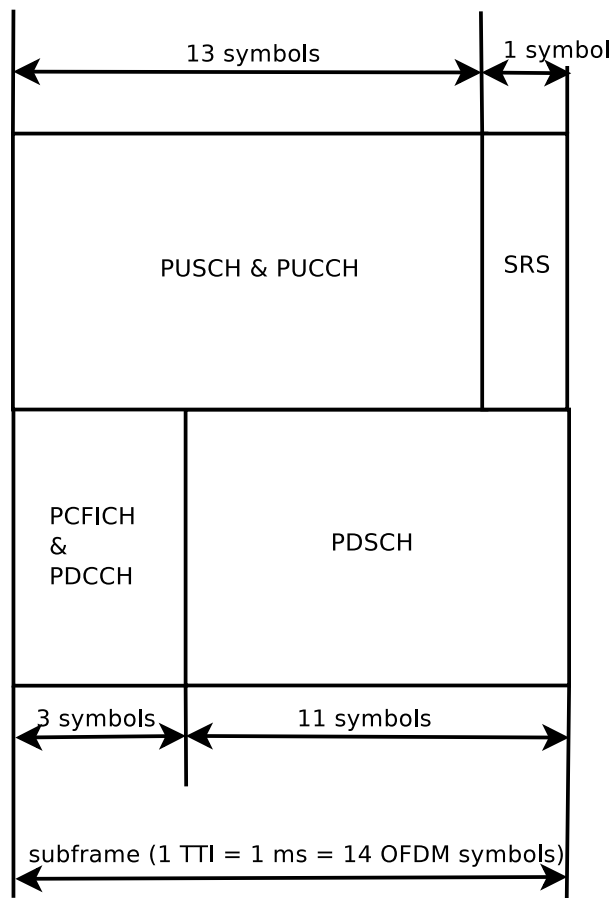 13 symbols
1 symbol
PUSCH & PUCCH
SRS
PCFICH
&
PDCCH
PDSCH
3 symbols
11 symbols
subframe (1 TTI = 1 ms = 14 OFDM symbols)